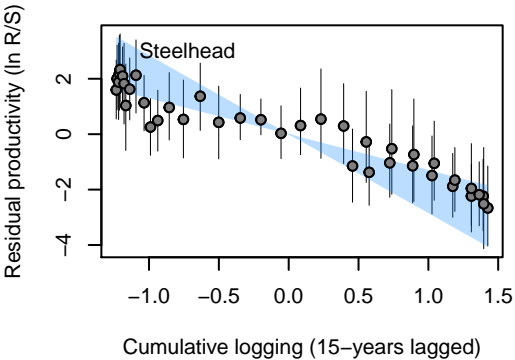 Residual productivity (ln R/S)
Steelhead
2
0
−2
−4
−1.0 −0.5 0.0 0.5 1.0 1.5
Cumulative logging (15−years lagged)